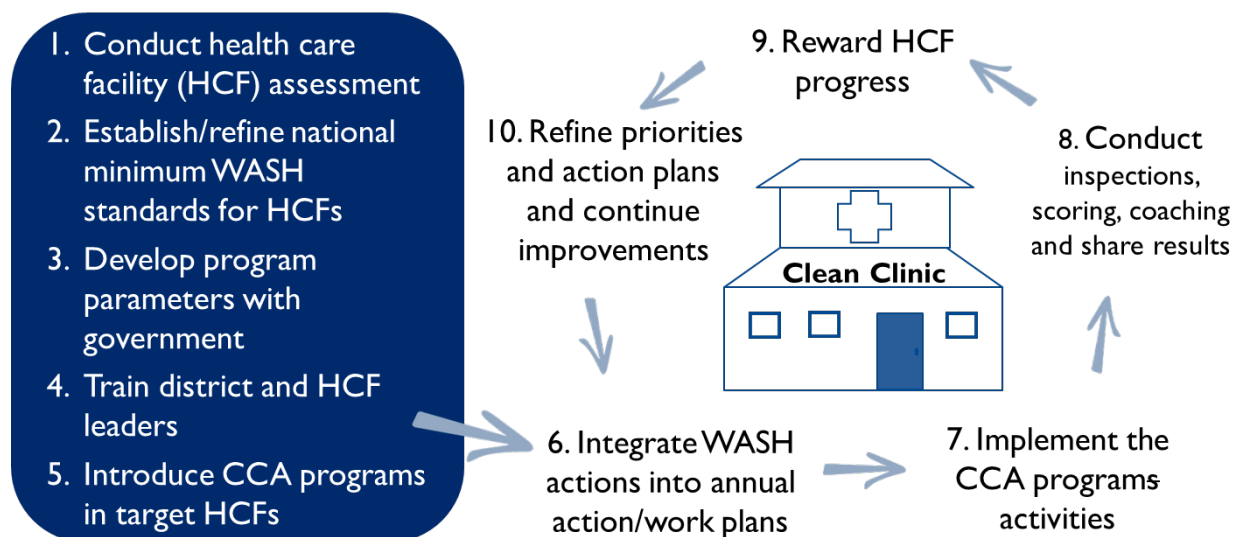 1. Conduct health care
facility (HCF) assessment
2. Establish/refine national
minimum WASH
standards for HCFs
3. Develop program
parameters with
government
4. Train district and HCF
leaders
5. Introduce CCA programs
in target HCFs
6. Integrate WASH
actions into annual
action/work plans
7. Implement the
CCA programs
activities
8. Conduct
inspections,
scoring, coaching
and share results
9. Reward HCF
progress
10. Refine priorities
and action plans
and continue
improvements
Clean Clinic